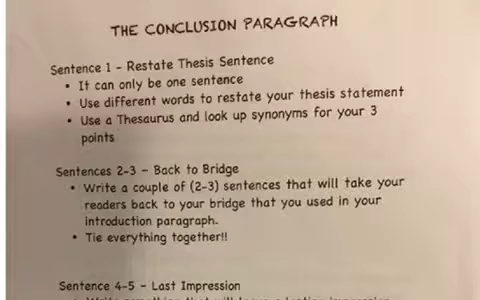 THE CONCLUSION PARAGRAPH
Sentence 1 - Restate Thesis Sentence
• It can only be one sentence
• Use different words to restate your thesis statement
• Use a Thesaurus and look up synonyms for your 3
points
Sentences 2-3 - Back to Bridge
• Write a couple of (2-3) sentences that will take your
readers back to your bridge that you used in your
introduction paragraph.
• Tie everything together!!
Sentence 4-5 - Last Impression